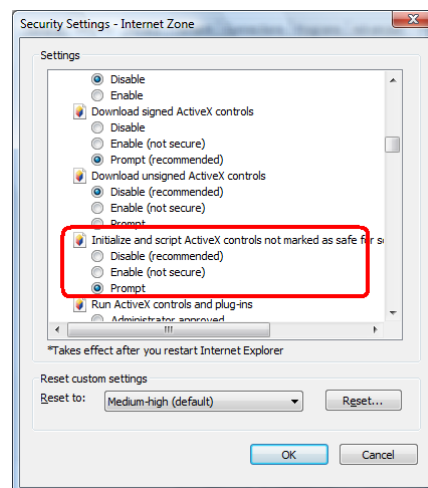 Security Settings - Internet Zone
Settings
Disable
Enable
Download signed ActiveX controls
Disable
Enable (not secure)
Prompt (recommended)
Download unsigned ActiveX controls
Disable (recommended)
Enable (not secure)
Prompt
Initialize and script ActiveX controls not marked as safe for s
Disable (recommended)
Enable (not secure)
Prompt
Run ActiveX controls and plug-ins
Administrator approved
*Takes effect after you restart Internet Explorer
Reset custom settings
Reset to: Medium-high (default) Reset...
OK Cancel